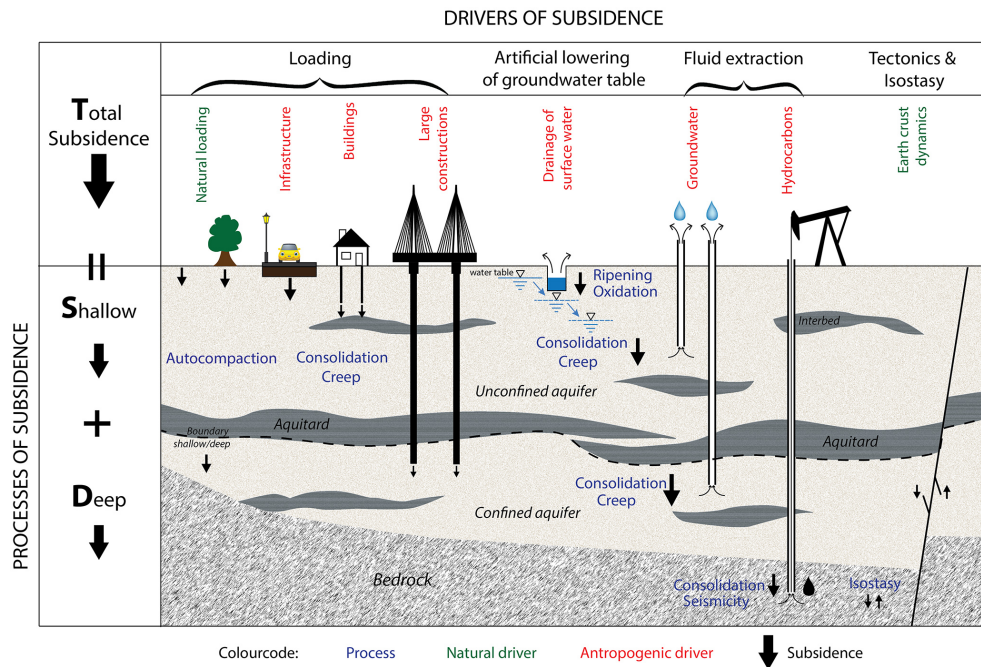 DRIVERS OF SUBSIDENCE
Loading
Artificial lowering
of groundwater table
Fluid extraction
Tectonics &
Isostasy
Total
Subsidence
Natural loading
Infrastructure
Buildings
Large
constructions
Drainage of
surface water
Groundwater
Hydrocarbons
Earth crust
dynamics
PROCESSES OF SUBSIDENCE
=
Shallow
+
Deep
water table
Ripening
Oxidation
Interbed
Autocompaction
Consolidation
Creep
Consolidation
Creep
Unconfined aquifer
Aquitard
Boundary
shallow/deep
Aquitard
Consolidation
Creep
Confined aquifer
Bedrock
Consolidation
Seismicity
Isostasy
Colourcode:
Process
Natural driver
Antropogenic driver
Subsidence